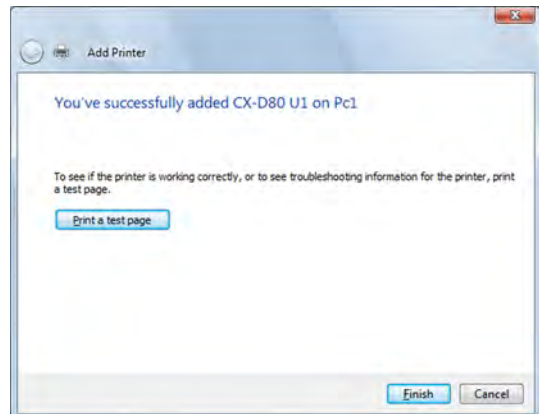 Add Printer
You've successfully added CX-D80 U1 on Pc1
To see if the printer is working correctly, or to see troubleshooting information for the printer, print
a test page.
Print a test page
Finish Cancel